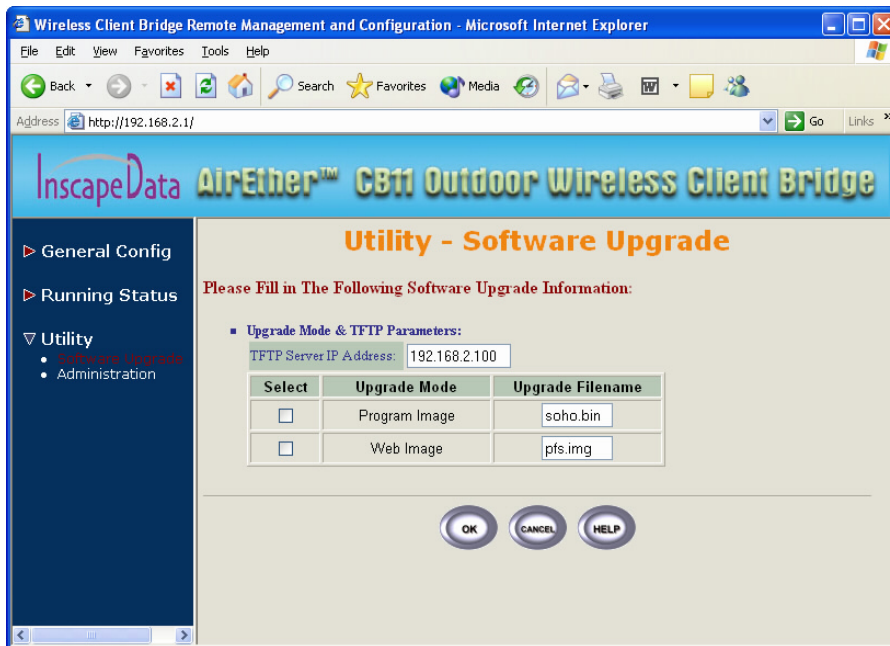 Wireless Client Bridge Remote Management and Configuration - Microsoft Internet Explorer
File Edit View Favorites Tools Help
Back Search Favorites Media
Address http://192.168.2.1/ Go Links »
InscapeData AirEther™ CB11 Outdoor Wireless Client Bridge
General Config
Running Status
Utility
Software Upgrade
Administration
Utility - Software Upgrade
Please Fill in The Following Software Upgrade Information:
Upgrade Mode & TFTP Parameters:
TFTP Server IP Address: 192.168.2.100
Select Upgrade Mode Upgrade Filename
Program Image soho.bin
Web Image pfs.img
OK CANCEL HELP